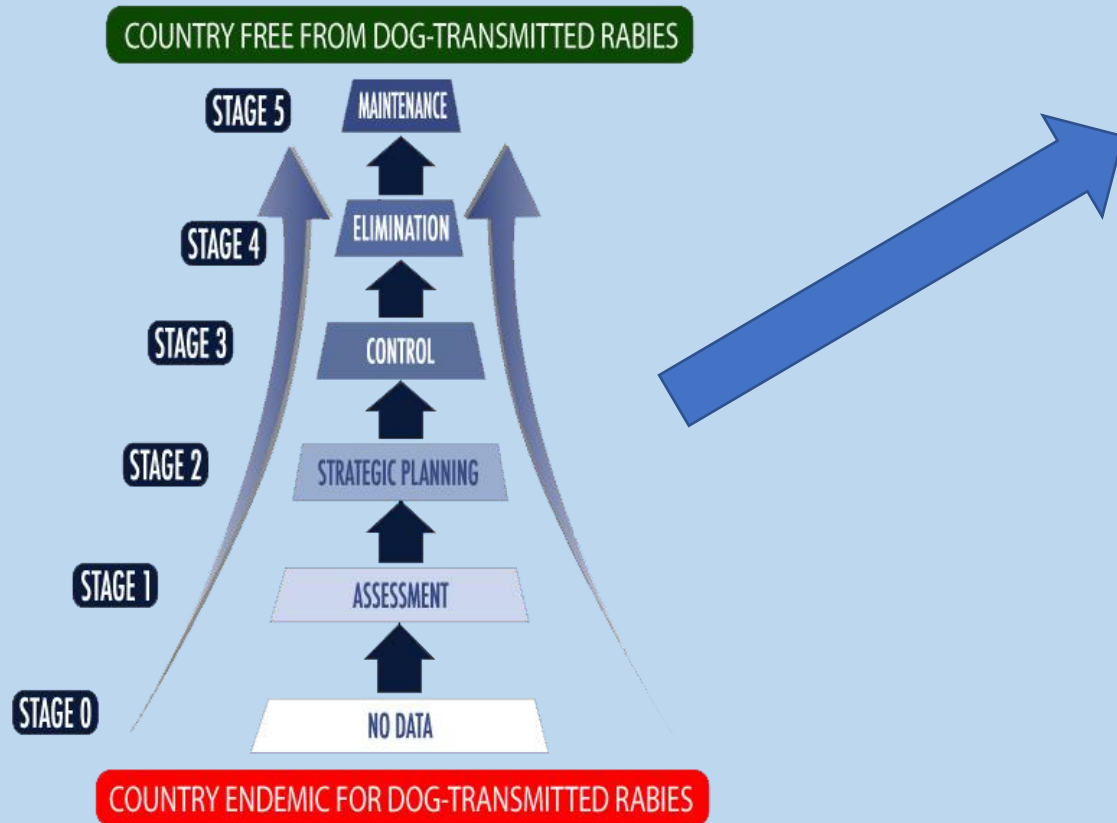 COUNTRY FREE FROM DOG-TRANSMITTED RABIES
STAGE 5
MAINTENANCE
STAGE 4
ELIMINATION
STAGE 3
CONTROL
STAGE 2
STRATEGIC PLANNING
STAGE 1
ASSESSMENT
STAGE 0
NO DATA
COUNTRY ENDEMIC FOR DOG-TRANSMITTED RABIES